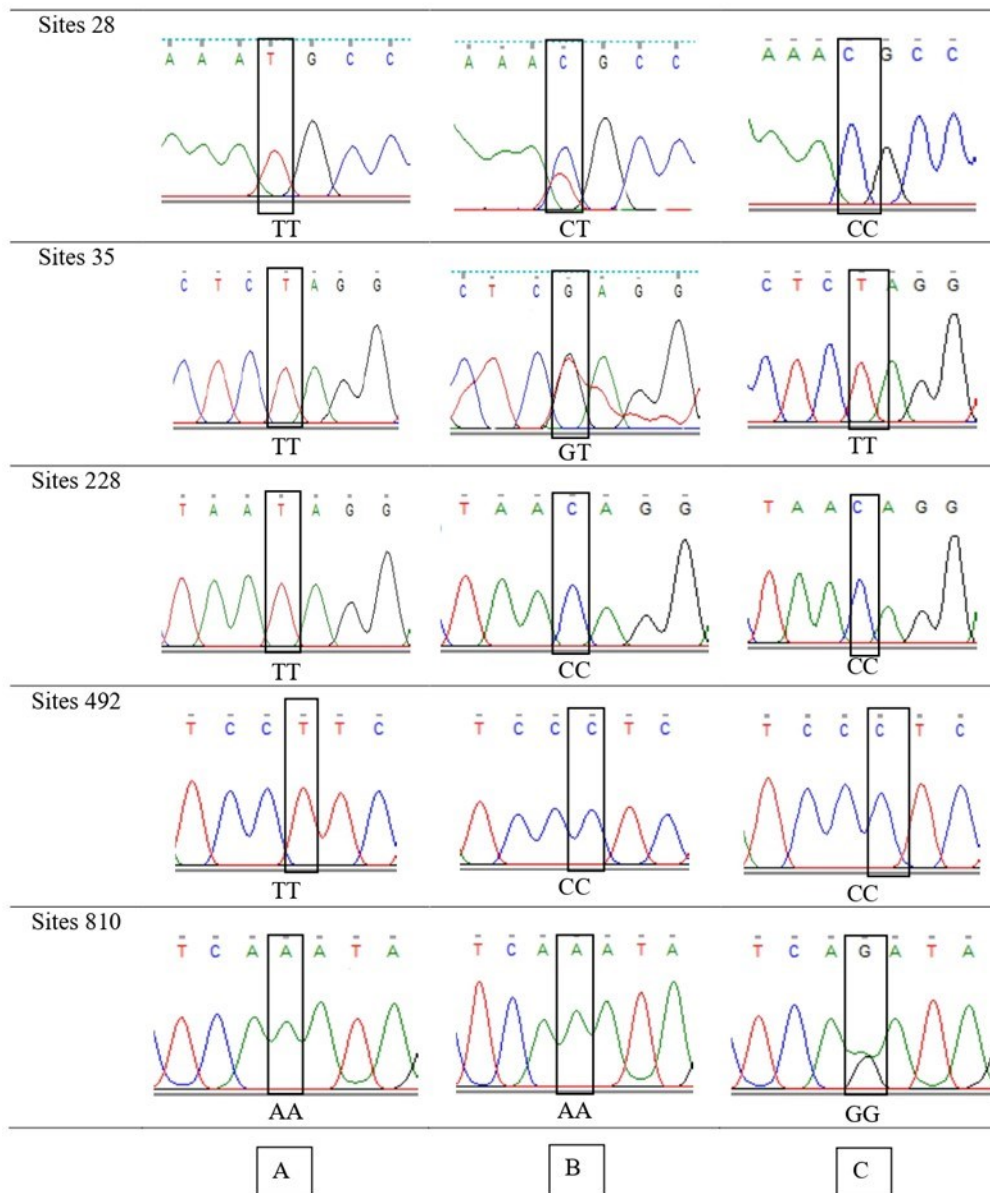 Sites 28
A A A T G C C
A A A C G C C
A A A C G C C
TT
CT
CC
Sites 35
C T C T A G G
C T C G A G G
C T C T A G G
TT
GT
TT
Sites 228
T A A T A G G
T A A C A G G
T A A C A G G
TT
CC
CC
Sites 492
T C C T T C
T C C C T C
T C C C T C
TT
CC
CC
Sites 810
T C A A A T A
T C A A A T A
T C A G A T A
AA
AA
GG
A
B
C